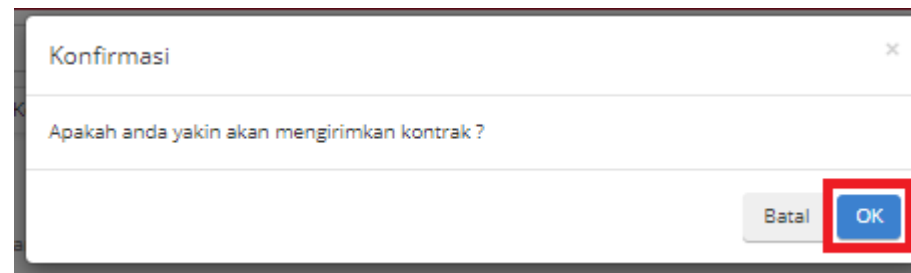 Konfirmasi
×
K
Apakah anda yakin akan mengirimkan kontrak ?
Batal OK
a